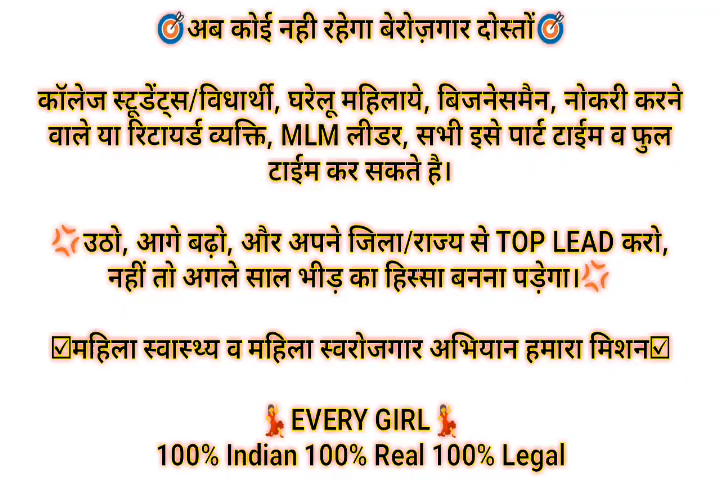 🎯अब कोई नही रहेगा बेरोज़गार दोस्तों🎯
कॉलेज स्टूडेंट्स/विधार्थी, घरेलू महिलाये, बिजनेसमैन, नोकरी करने
वाले या रिटायर्ड व्यक्ति, MLM लीडर, सभी इसे पार्ट टाईम व फुल
टाईम कर सकते है।
💢उठो, आगे बढ़ो, और अपने जिला/राज्य से TOP LEAD करो,
नहीं तो अगले साल भीड़ का हिस्सा बनना पड़ेगा।💢
☑महिला स्वास्थ्य व महिला स्वरोजगार अभियान हमारा मिशन☑
💃EVERY GIRL💃
100% Indian 100% Real 100% Legal